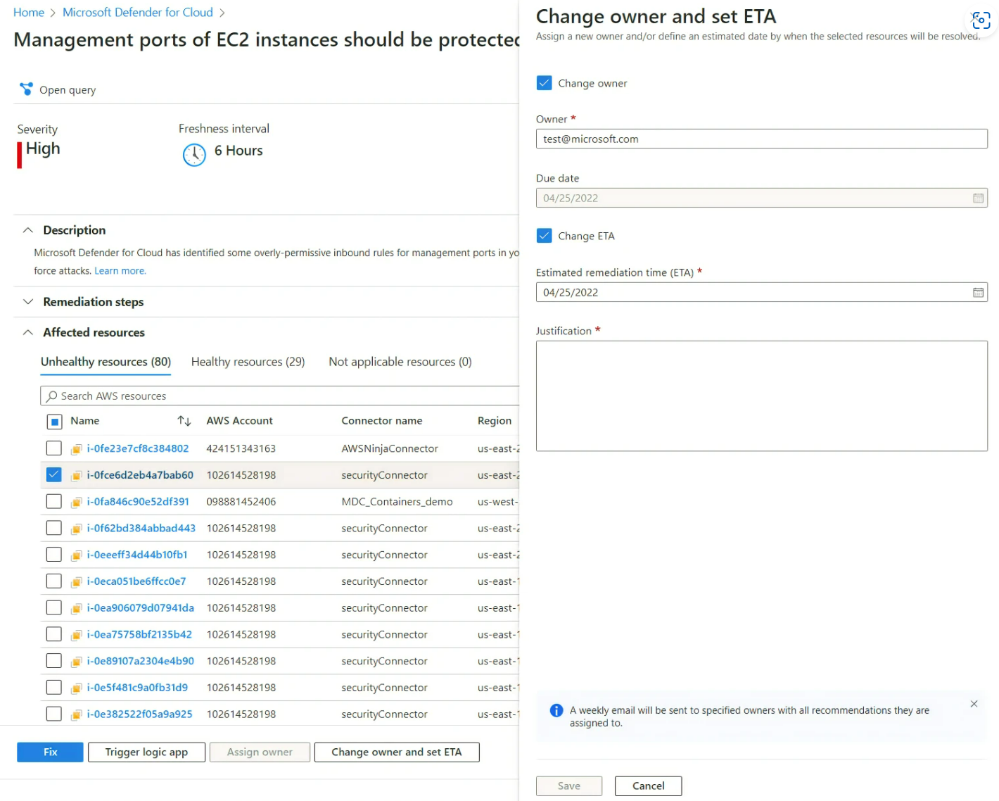 Home > Microsoft Defender for Cloud >
Management ports of EC2 instances should be protected
Open query
Severity
High
Freshness interval
6 Hours
Description
Microsoft Defender for Cloud has identified some overly-permissive inbound rules for management ports in yo
force attacks. Learn more.
Remediation steps
Affected resources
Unhealthy resources (80) Healthy resources (29) Not applicable resources (0)
Search AWS resources
Name AWS Account Connector name Region
i-0fe23e7cf8c384802 424151343163 AWSNinjaConnector us-east-2
i-0fce6d2eb4a7bab60 102614528198 securityConnector us-east-2
i-0fa846c90e52df391 098881452406 MDC_Containers_demo us-west-
i-0f62bd384abbad443 102614528198 securityConnector us-east-2
i-0eeeff34d44b10fb1 102614528198 securityConnector us-east-2
i-0eca051be6ffcc0e7 102614528198 securityConnector us-east-1
i-0ea906079d07941da 102614528198 securityConnector us-east-1
i-0ea75758bf2135b42 102614528198 securityConnector us-east-1
i-0e89107a2304e4b90 102614528198 securityConnector us-east-1
i-0e5f481c9a0fb31d9 102614528198 securityConnector us-east-1
i-0e382522f05a9a925 102614528198 securityConnector us-east-1
Fix Trigger logic app Assign owner Change owner and set ETA
Change owner and set ETA
Assign a new owner and/or define an estimated date by when the selected resources will be resolved.
Change owner
Owner *
test@microsoft.com
Due date
04/25/2022
Change ETA
Estimated remediation time (ETA) *
04/25/2022
Justification *
A weekly email will be sent to specified owners with all recommendations they are
assigned to.
Save Cancel